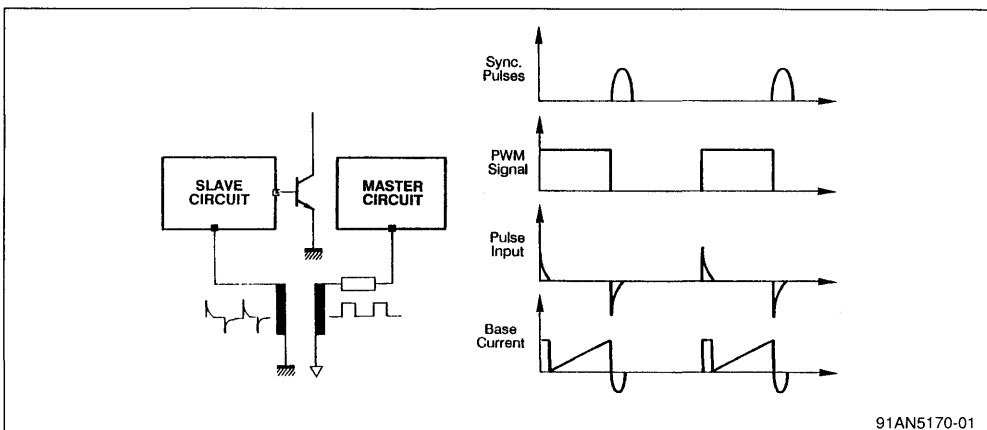 SLAVE
CIRCUIT
MASTER
CIRCUIT
Sync.
Pulses
PWM
Signal
Pulse
Input
Base
Current
91AN5170-01